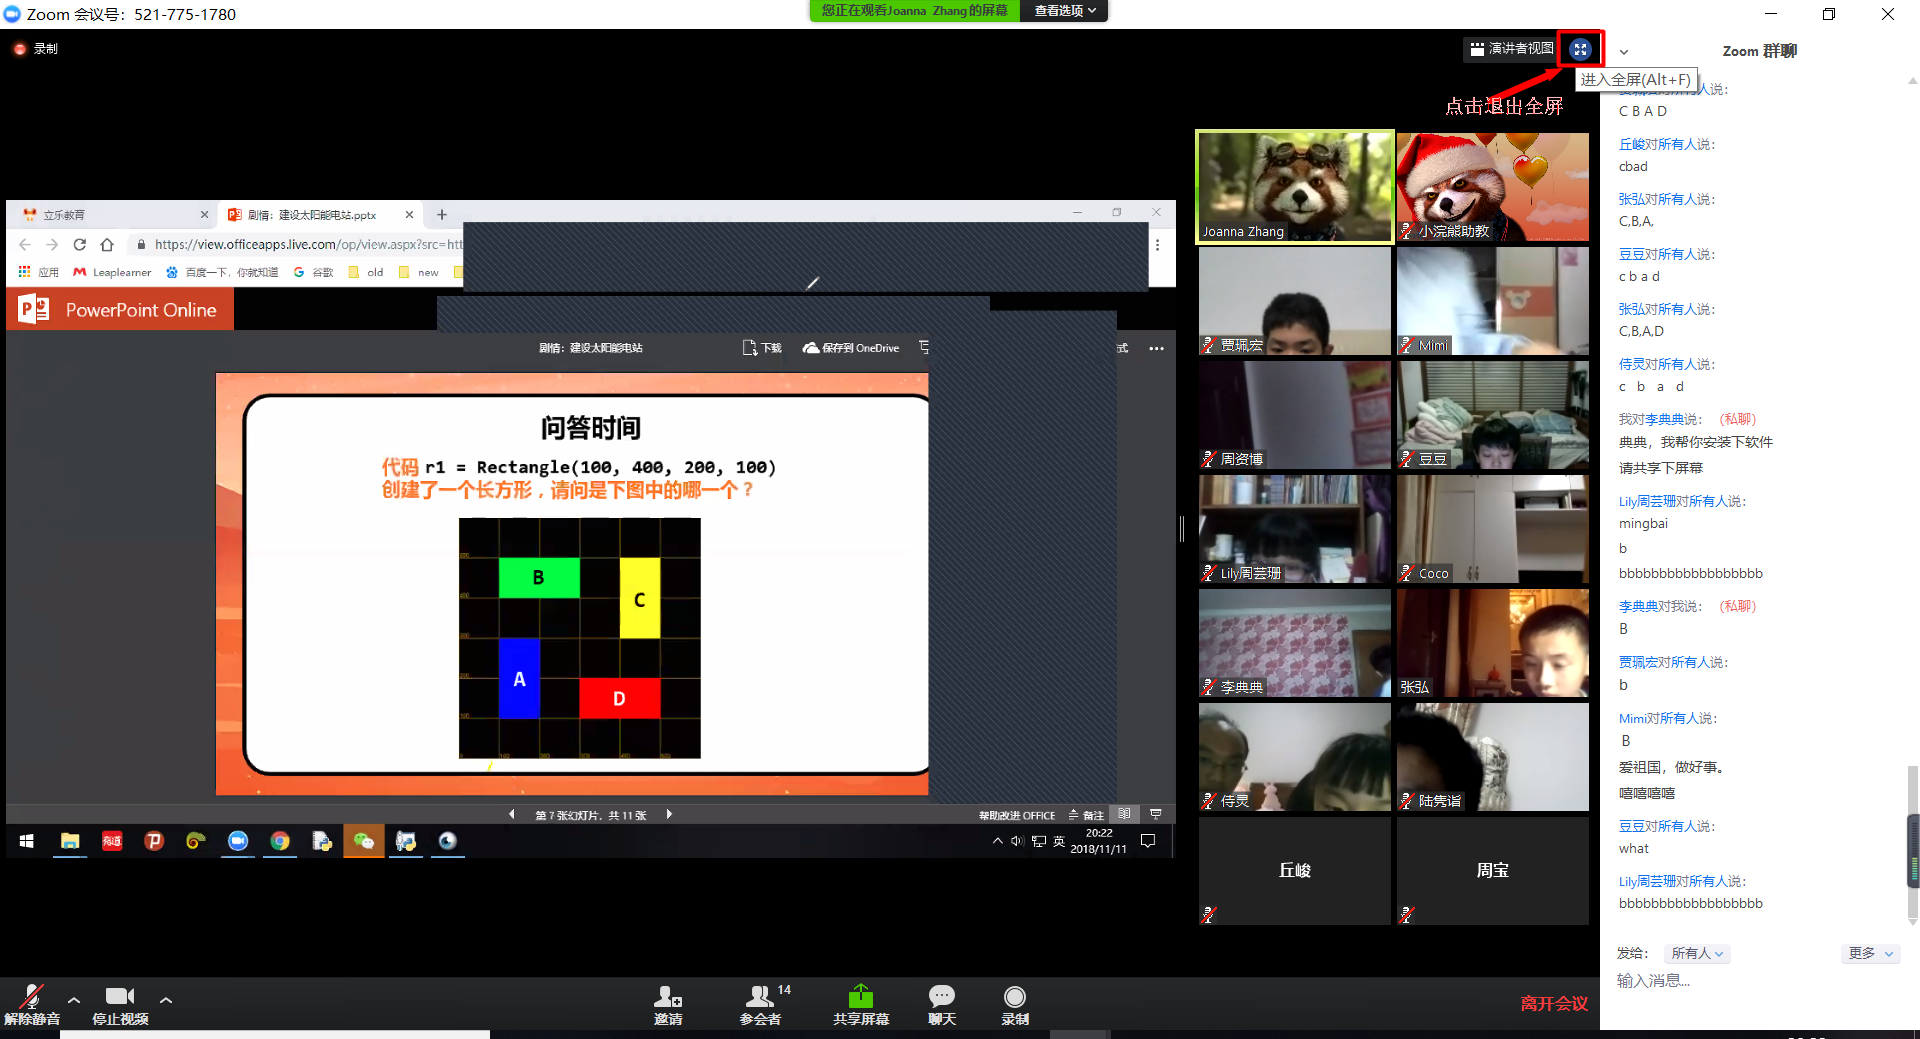 Zoom 会议号: 521-775-1780
您正在观看Joanna Zhang的屏幕
查看选项
录制
演讲者视图
进入全屏(Alt+F)
点击退出全屏
立乐教育
剧情: 建设太阳能电站.pptx
https://view.officeapps.live.com/op/view.aspx?src=htt
应用
Leaplearner
百度一下, 你就知道
谷歌
old
new
PowerPoint Online
剧情: 建设太阳能电站
下载
保存到 OneDrive
式
问答时间
代码 r1 = Rectangle(100, 400, 200, 100)
创建了一个长方形，请问是下图中的哪一个？
B
C
A
D
第 7 张幻灯片，共 11 张
帮助改进 OFFICE
备注
有道
英
20:22
2018/11/11
Joanna Zhang
小浣熊助教
贾珮宏
Mimi
周资博
豆豆
Lily周芸珊
Coco
李典典
张弘
侍灵
陆隽诣
丘峻
周宝
Zoom 群聊
C B A D
丘峻对所有人说:
cbad
张弘对所有人说:
C,B,A,
豆豆对所有人说:
c b a d
张弘对所有人说:
C,B,A,D
侍灵对所有人说:
c b a d
我对李典典说: (私聊)
典典，我帮你安装下软件
请共享下屏幕
Lily周芸珊对所有人说:
mingbai
b
bbbbbbbbbbbbbbbbbb
李典典对我说: (私聊)
B
贾珮宏对所有人说:
b
Mimi对所有人说:
B
爱祖国，做好事。
嘻嘻嘻嘻
豆豆对所有人说:
what
Lily周芸珊对所有人说:
bbbbbbbbbbbbbbbbbb
发给:
所有人
更多
输入消息...
解除静音
停止视频
邀请
14
参会者
共享屏幕
聊天
录制
离开会议